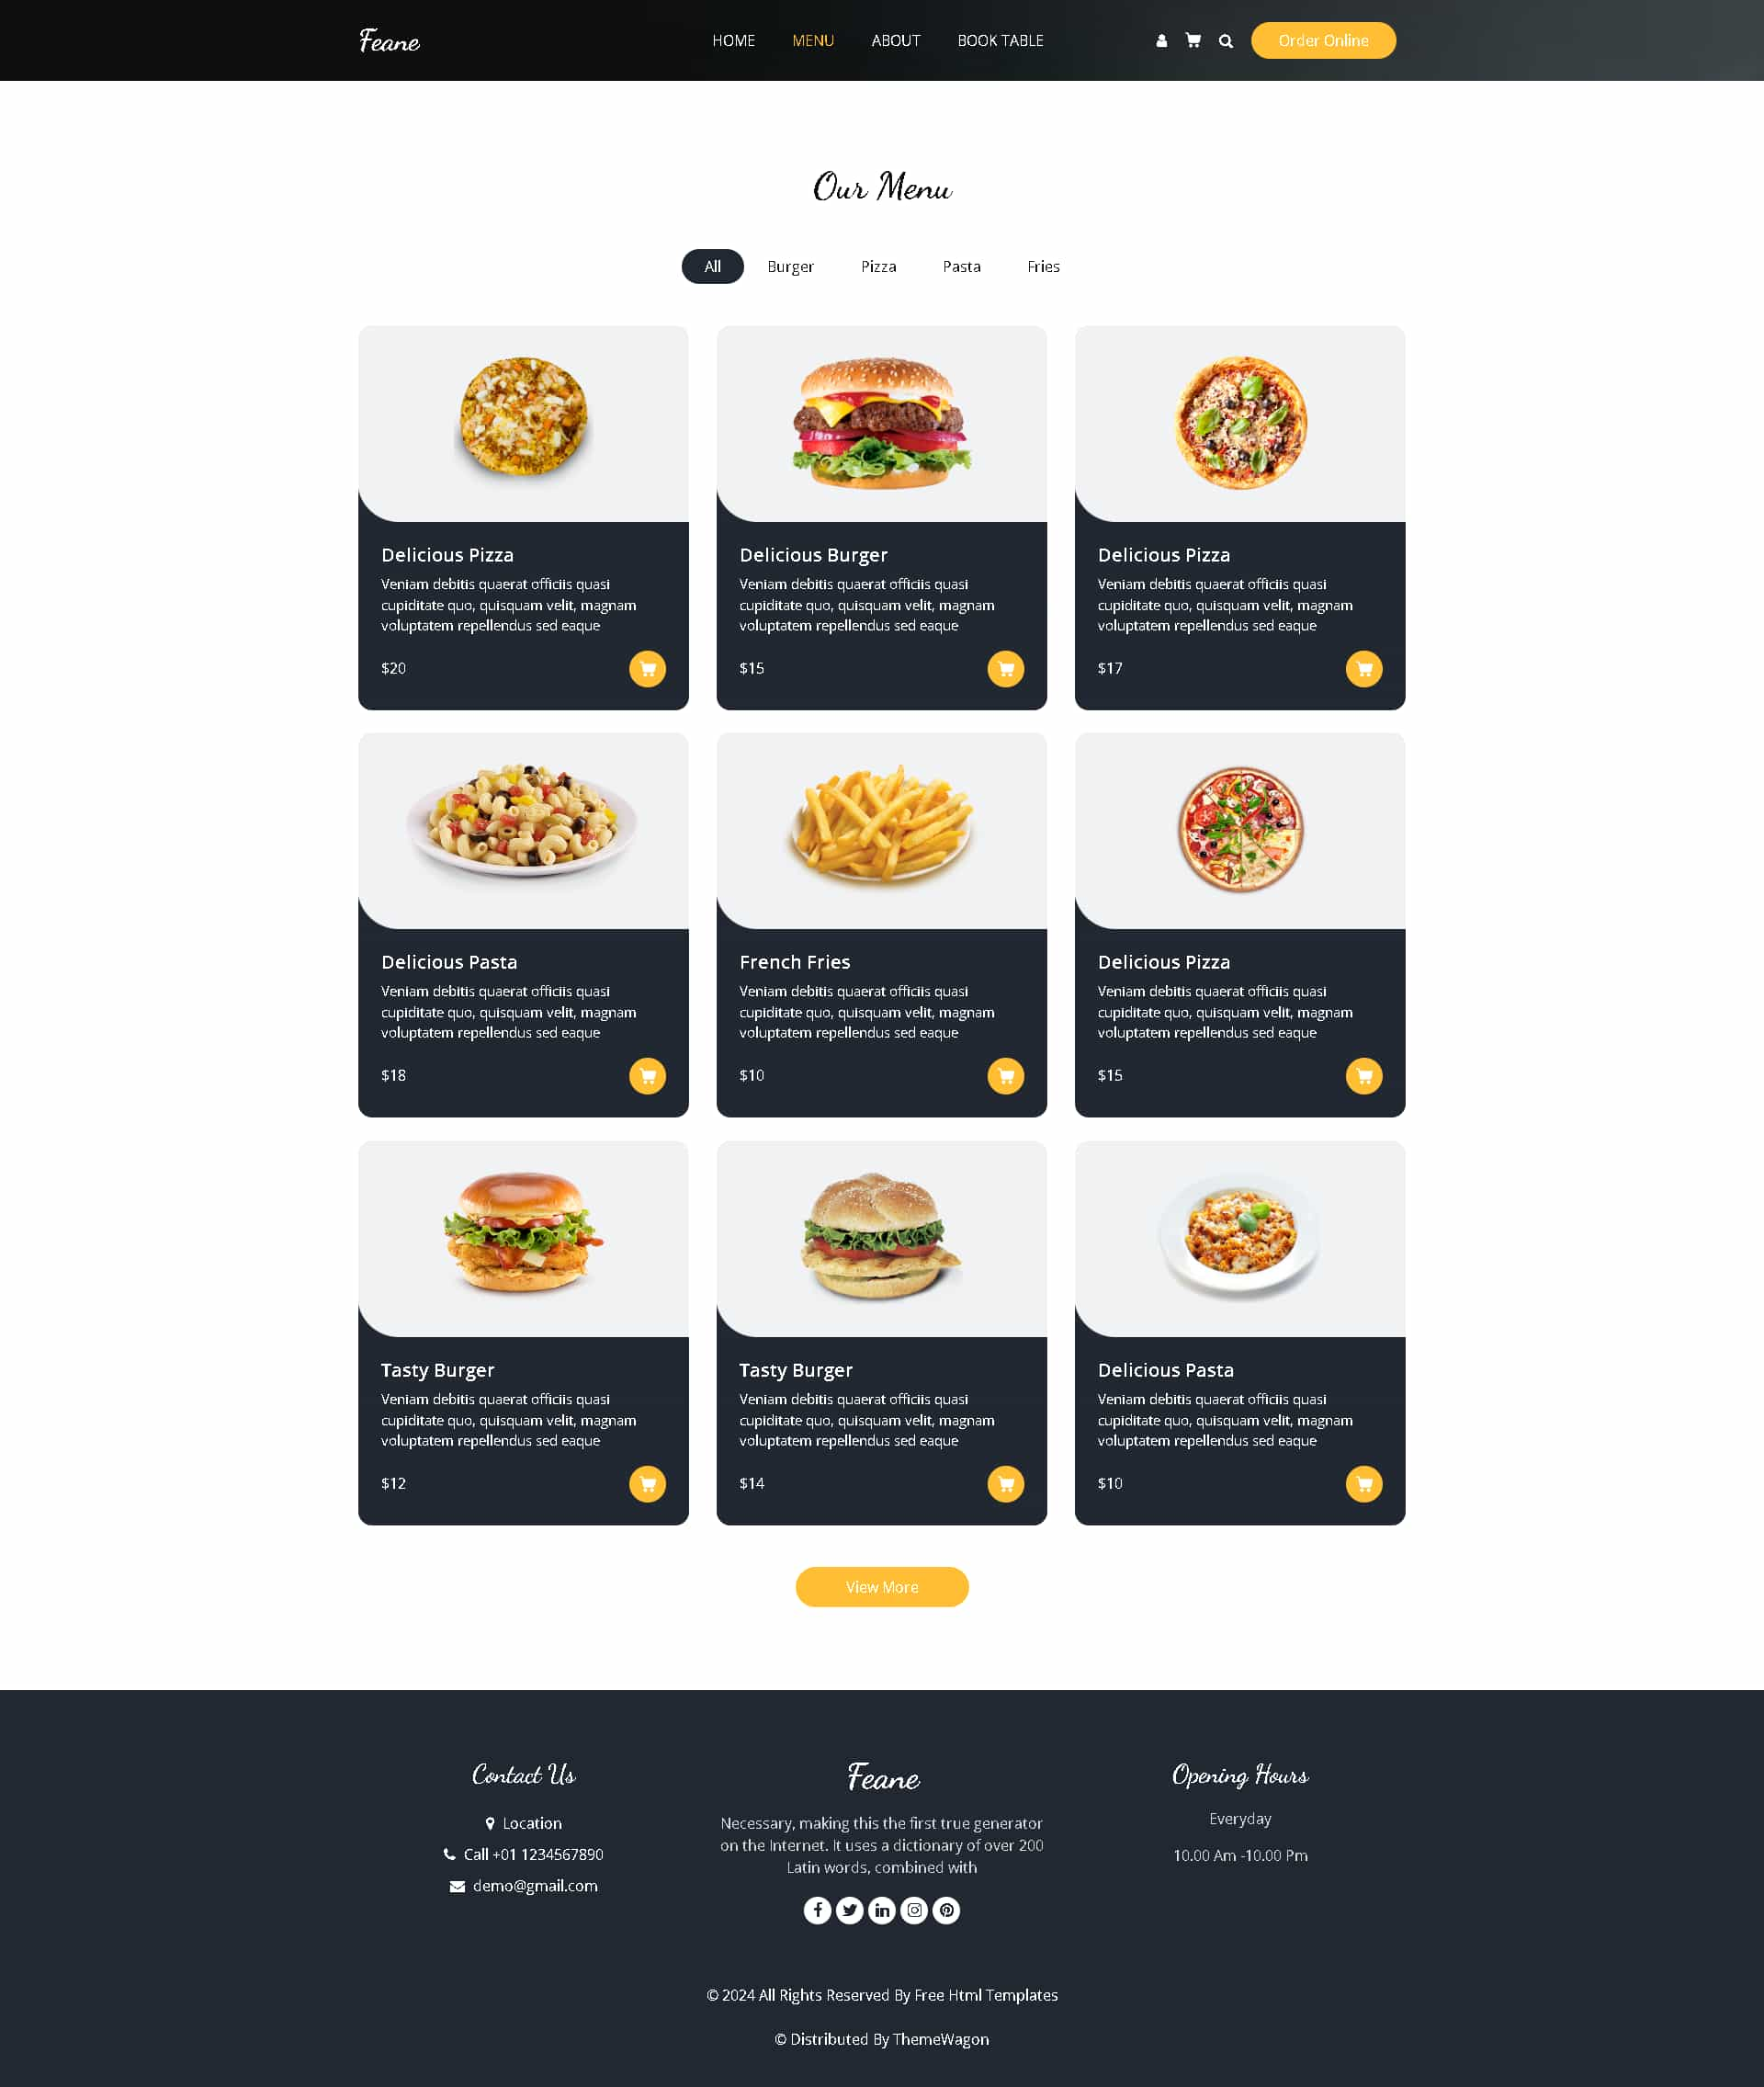 Feane
HOME MENU ABOUT BOOK TABLE Order Online
Our Menu
All Burger Pizza Pasta Fries
Delicious Pizza
Veniam debitis quaerat officiis quasi
cupiditate quo, quisquam velit, magnam
voluptatem repellendus sed eaque
$20
Delicious Burger
Veniam debitis quaerat officiis quasi
cupiditate quo, quisquam velit, magnam
voluptatem repellendus sed eaque
$15
Delicious Pizza
Veniam debitis quaerat officiis quasi
cupiditate quo, quisquam velit, magnam
voluptatem repellendus sed eaque
$17
Delicious Pasta
Veniam debitis quaerat officiis quasi
cupiditate quo, quisquam velit, magnam
voluptatem repellendus sed eaque
$18
French Fries
Veniam debitis quaerat officiis quasi
cupiditate quo, quisquam velit, magnam
voluptatem repellendus sed eaque
$10
Delicious Pizza
Veniam debitis quaerat officiis quasi
cupiditate quo, quisquam velit, magnam
voluptatem repellendus sed eaque
$15
Tasty Burger
Veniam debitis quaerat officiis quasi
cupiditate quo, quisquam velit, magnam
voluptatem repellendus sed eaque
$12
Tasty Burger
Veniam debitis quaerat officiis quasi
cupiditate quo, quisquam velit, magnam
voluptatem repellendus sed eaque
$14
Delicious Pasta
Veniam debitis quaerat officiis quasi
cupiditate quo, quisquam velit, magnam
voluptatem repellendus sed eaque
$10
View More
Contact Us
Location
Call +01 1234567890
demo@gmail.com
Feane
Necessary, making this the first true generator
on the Internet. It uses a dictionary of over 200
Latin words, combined with
Opening Hours
Everyday
10.00 Am -10.00 Pm
© 2024 All Rights Reserved By Free Html Templates
© Distributed By ThemeWagon